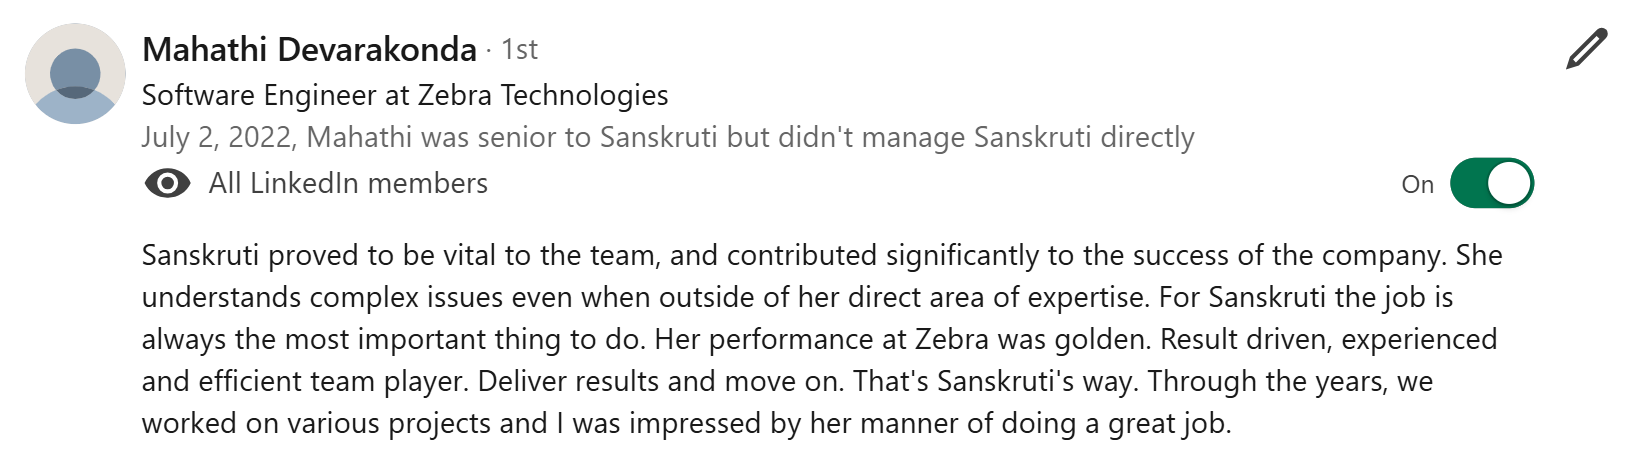 Mahathi Devarakonda · 1st
Software Engineer at Zebra Technologies
July 2, 2022, Mahathi was senior to Sanskruti but didn't manage Sanskruti directly
All LinkedIn members
On
Sanskruti proved to be vital to the team, and contributed significantly to the success of the company. She
understands complex issues even when outside of her direct area of expertise. For Sanskruti the job is
always the most important thing to do. Her performance at Zebra was golden. Result driven, experienced
and efficient team player. Deliver results and move on. That's Sanskruti's way. Through the years, we
worked on various projects and I was impressed by her manner of doing a great job.